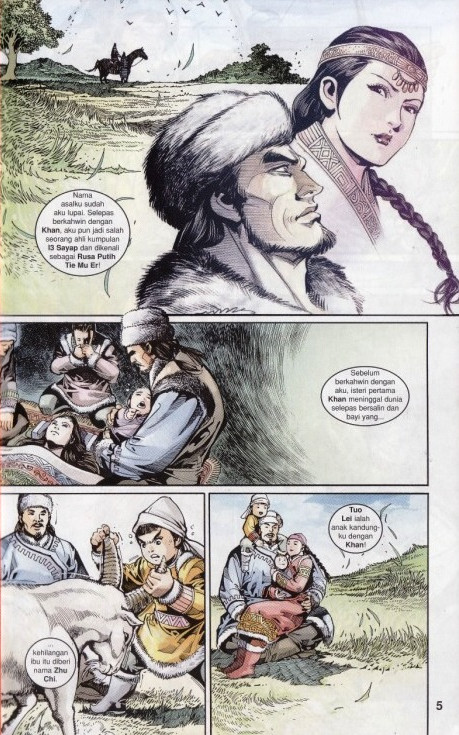 Nama
asalku sudah
aku lupai. Selepas
berkahwin dengan
Khan, aku pun jadi salah
seorang ahli kumpulan
13 Sayap dan dikenali
sebagai Rusa Putih
Tie Mu Er!
Sebelum
berkahwin dengan
aku, isteri pertama
Khan meninggal dunia
selepas bersalin dan
bayi yang...
...
kehilangan
ibu itu diberi
nama Zhu
Chi.
Tuo
Lei ialah
anak kandung-
ku dengan
Khan!
5